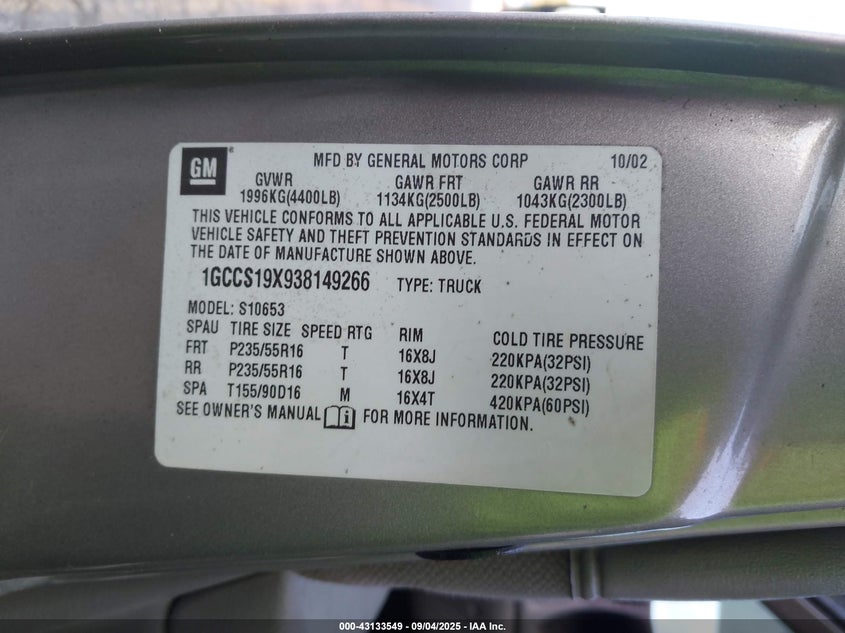 GM
MFD BY GENERAL MOTORS CORP 10/02
GVWR GAWR FRT GAWR RR
1996KG(4400LB) 1134KG(2500LB) 1043KG(2300LB)
THIS VEHICLE CONFORMS TO ALL APPLICABLE U.S. FEDERAL MOTOR
VEHICLE SAFETY AND THEFT PREVENTION STANDARDS IN EFFECT ON
THE DATE OF MANUFACTURE SHOWN ABOVE.
1GCCS19X938149266 TYPE: TRUCK
MODEL: S10653
SPAU TIRE SIZE SPEED RTG RIM COLD TIRE PRESSURE
FRT P235/55R16 T 16X8J 220KPA(32PSI)
RR P235/55R16 T 16X8J 220KPA(32PSI)
SPA T155/90D16 M 16X4T 420KPA(60PSI)
SEE OWNER'S MANUAL FOR MORE INFORMATION.
000-43133549 - 09/04/2025 - IAA Inc.